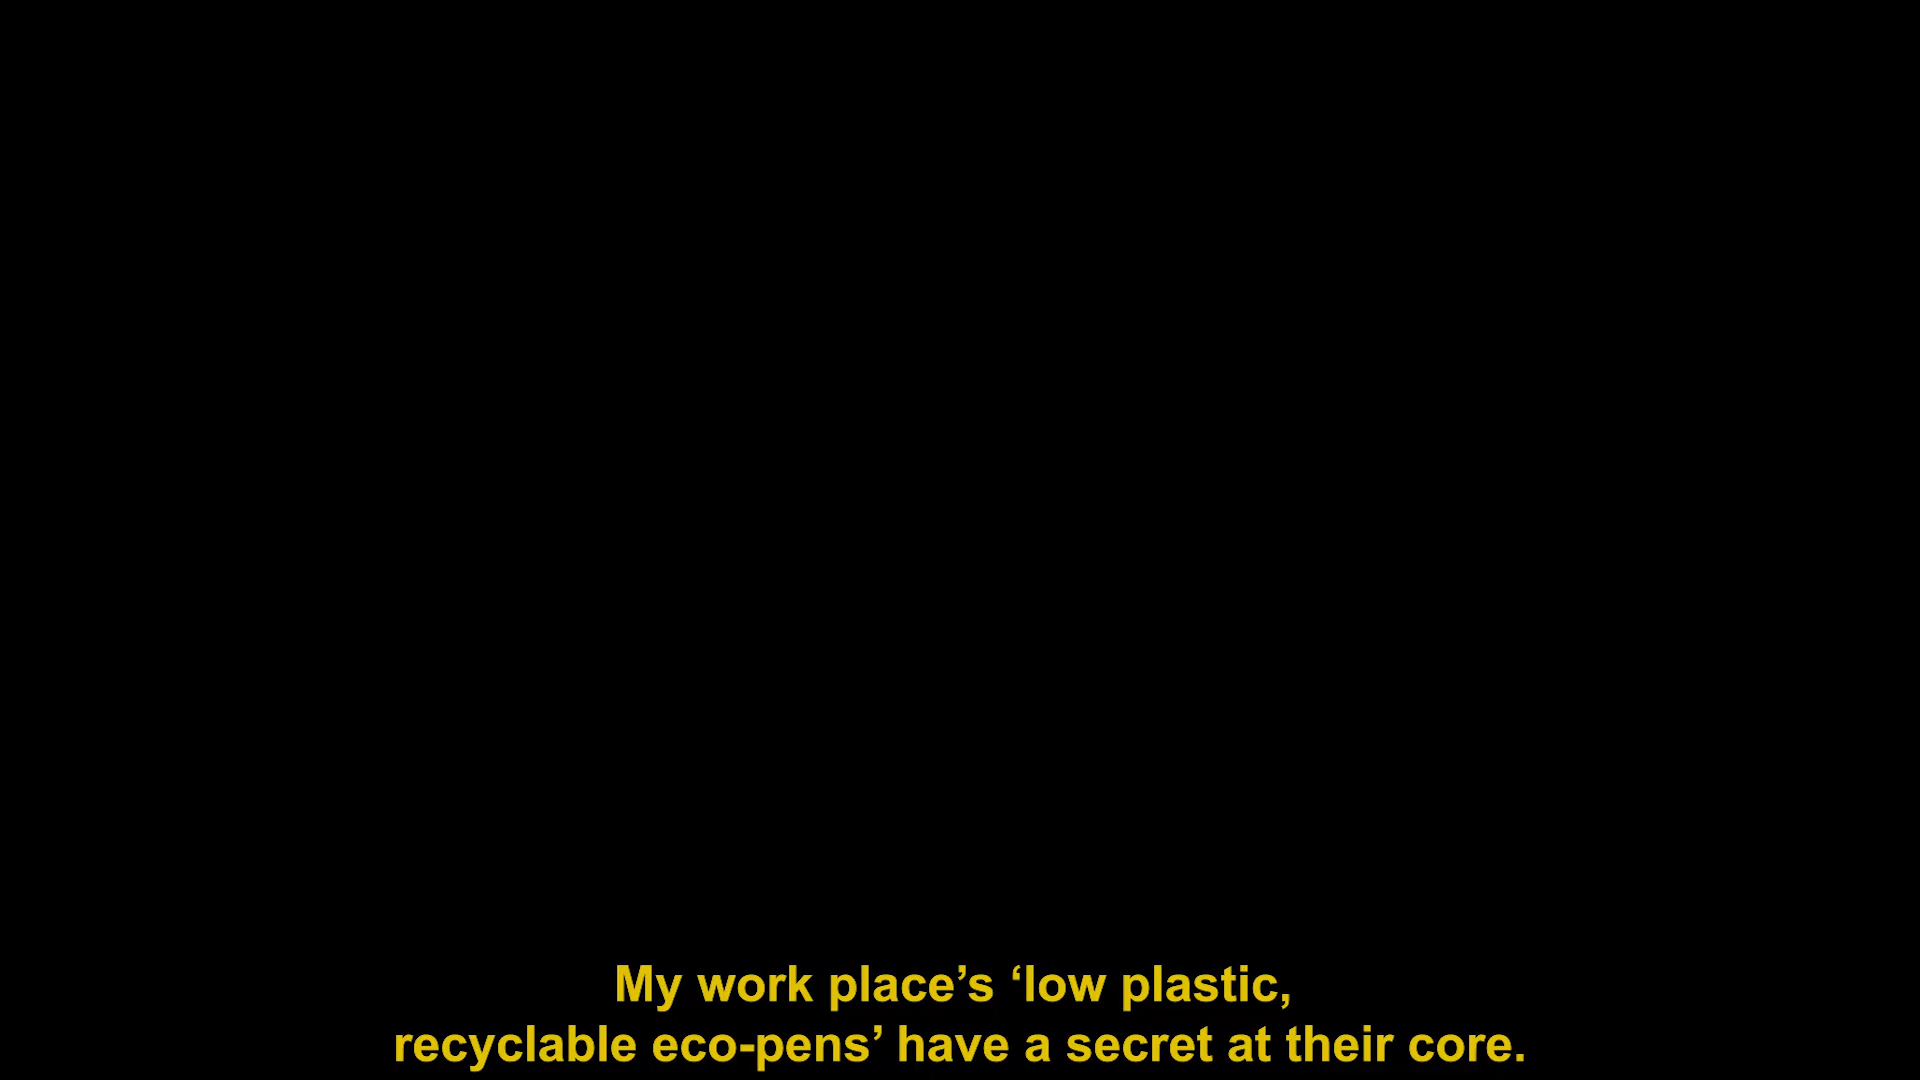 My work place’s ‘low plastic,
recyclable eco-pens’ have a secret at their core.